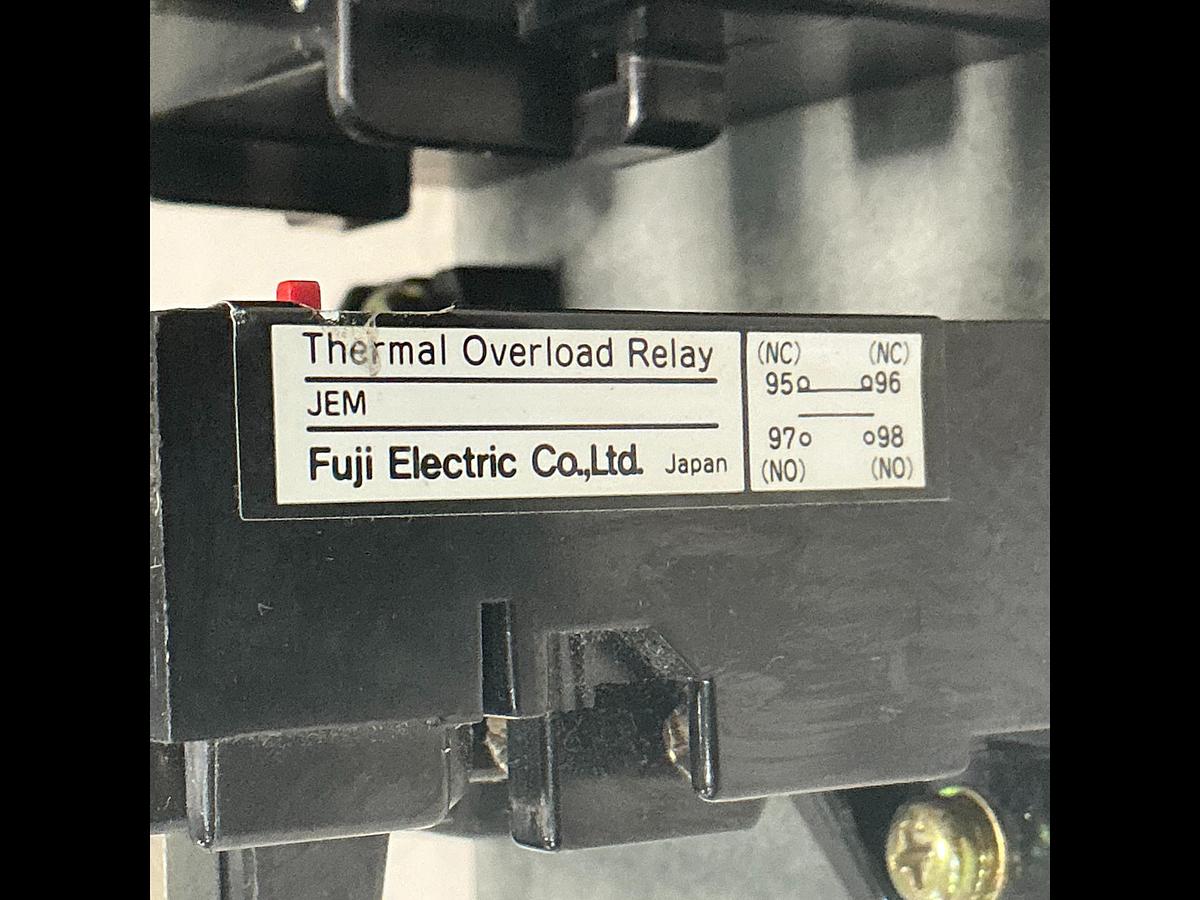 Thermal Overload Relay
JEM
Fuji Electric Co.,Ltd. Japan
(NC) (NC)
95 96
97 98
(NO) (NO)